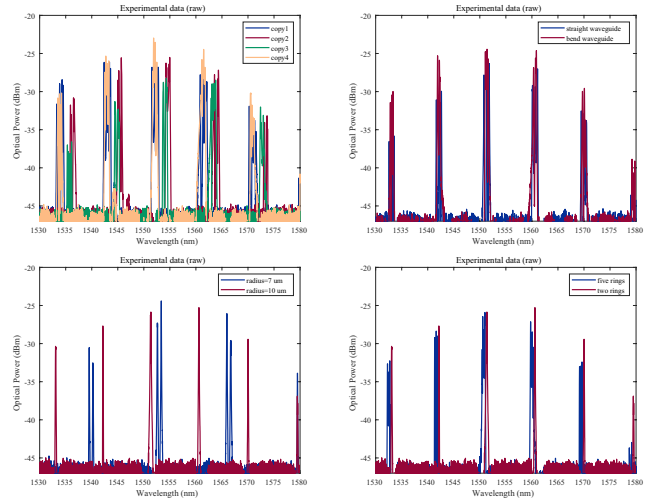 Experimental data (raw)
copy1
copy2
copy3
copy4
Optical Power (dBm)
-20
-25
-30
-35
-40
-45
1530 1535 1540 1545 1550 1555 1560 1565 1570 1575 1580
Wavelength (nm)
Experimental data (raw)
straight waveguide
bend waveguide
Optical Power (dBm)
-20
-25
-30
-35
-40
-45
1530 1535 1540 1545 1550 1555 1560 1565 1570 1575 1580
Wavelength (nm)
Experimental data (raw)
radius=7 um
radius=10 um
Optical Power (dBm)
-20
-25
-30
-35
-40
-45
1530 1535 1540 1545 1550 1555 1560 1565 1570 1575 1580
Wavelength (nm)
Experimental data (raw)
five rings
two rings
Optical Power (dBm)
-20
-25
-30
-35
-40
-45
1530 1535 1540 1545 1550 1555 1560 1565 1570 1575 1580
Wavelength (nm)